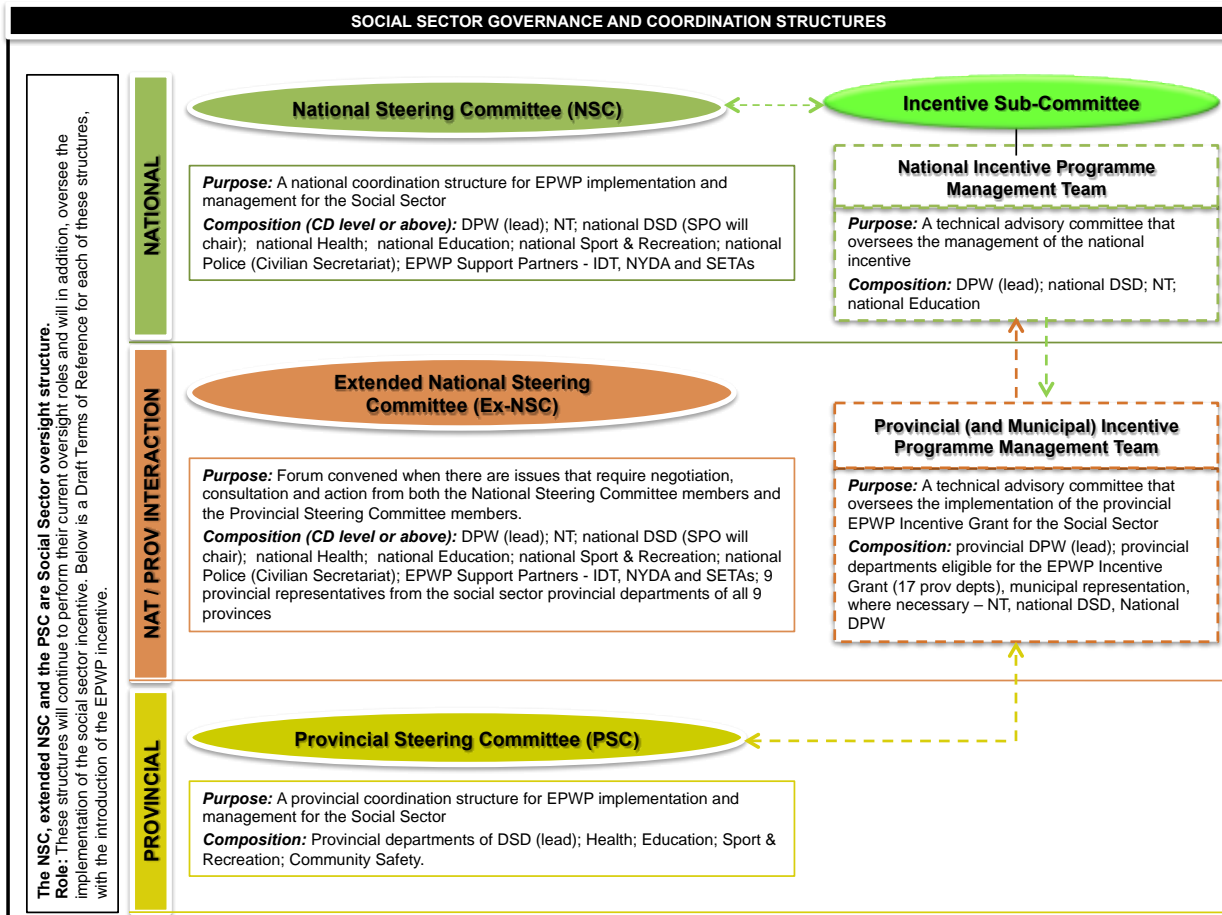 SOCIAL SECTOR GOVERNANCE AND COORDINATION STRUCTURES
The NSC, extended NSC and the PSC are Social Sector oversight structure.
Role: These structures will continue to perform their current oversight roles and will in addition, oversee the
implementation of the social sector incentive. Below is a Draft Terms of Reference for each of these structures,
with the introduction of the EPWP incentive.
NATIONAL
National Steering Committee (NSC)
Purpose: A national coordination structure for EPWP implementation and
management for the Social Sector
Composition (CD level or above): DPW (lead); NT; national DSD (SPO will
chair); national Health; national Education; national Sport & Recreation; national
Police (Civilian Secretariat); EPWP Support Partners - IDT, NYDA and SETAs
Incentive Sub-Committee
National Incentive Programme
Management Team
Purpose: A technical advisory committee that
oversees the management of the national
incentive
Composition: DPW (lead); national DSD; NT;
national Education
NAT / PROV INTERACTION
Extended National Steering
Committee (Ex-NSC)
Purpose: Forum convened when there are issues that require negotiation,
consultation and action from both the National Steering Committee members and
the Provincial Steering Committee members.
Composition (CD level or above): DPW (lead); NT; national DSD (SPO will
chair); national Health; national Education; national Sport & Recreation; national
Police (Civilian Secretariat); EPWP Support Partners - IDT, NYDA and SETAs; 9
provincial representatives from the social sector provincial departments of all 9
provinces
Provincial (and Municipal) Incentive
Programme Management Team
Purpose: A technical advisory committee that
oversees the implementation of the provincial
EPWP Incentive Grant for the Social Sector
Composition: provincial DPW (lead); provincial
departments eligible for the EPWP Incentive
Grant (17 prov depts), municipal representation,
where necessary – NT, national DSD, National
DPW
PROVINCIAL
Provincial Steering Committee (PSC)
Purpose: A provincial coordination structure for EPWP implementation and
management for the Social Sector
Composition: Provincial departments of DSD (lead); Health; Education; Sport &
Recreation; Community Safety.